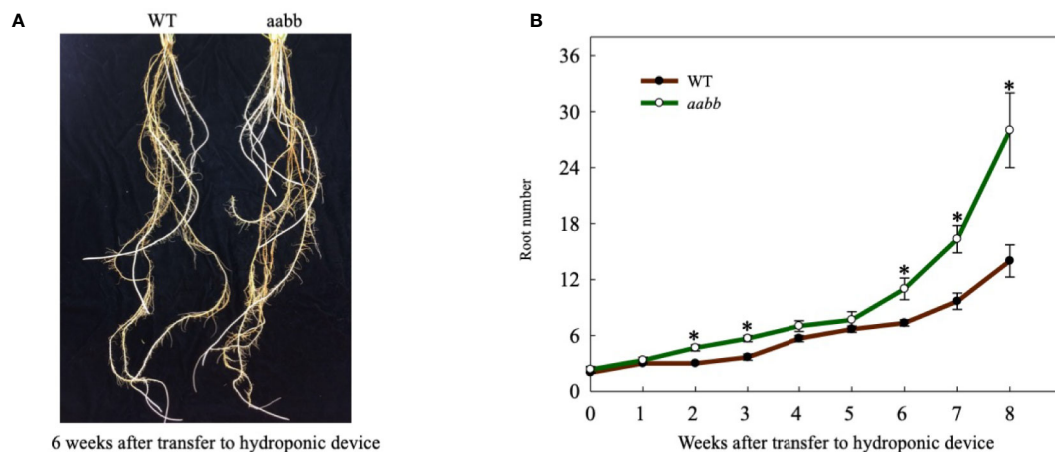 A
WT aabb
6 weeks after transfer to hydroponic device
B
36
30
24
18
12
6
0
Root number
WT
aabb
* * * * *
0 1 2 3 4 5 6 7 8
Weeks after transfer to hydroponic device